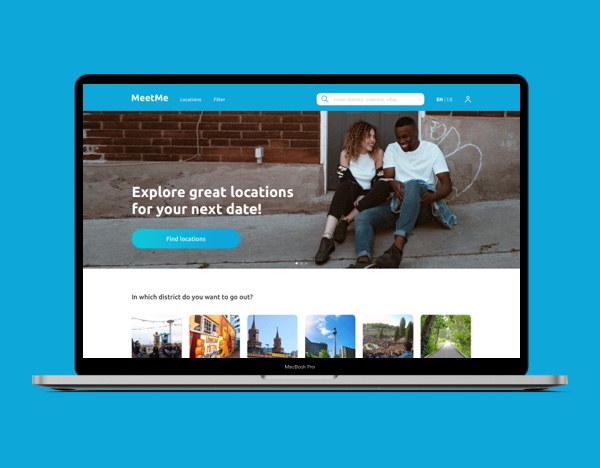 MeetMe
Locations
Filter
EN | DE
Explore great locations
for your next date!
Find locations
In which district do you want to go out?
MacBook Pro